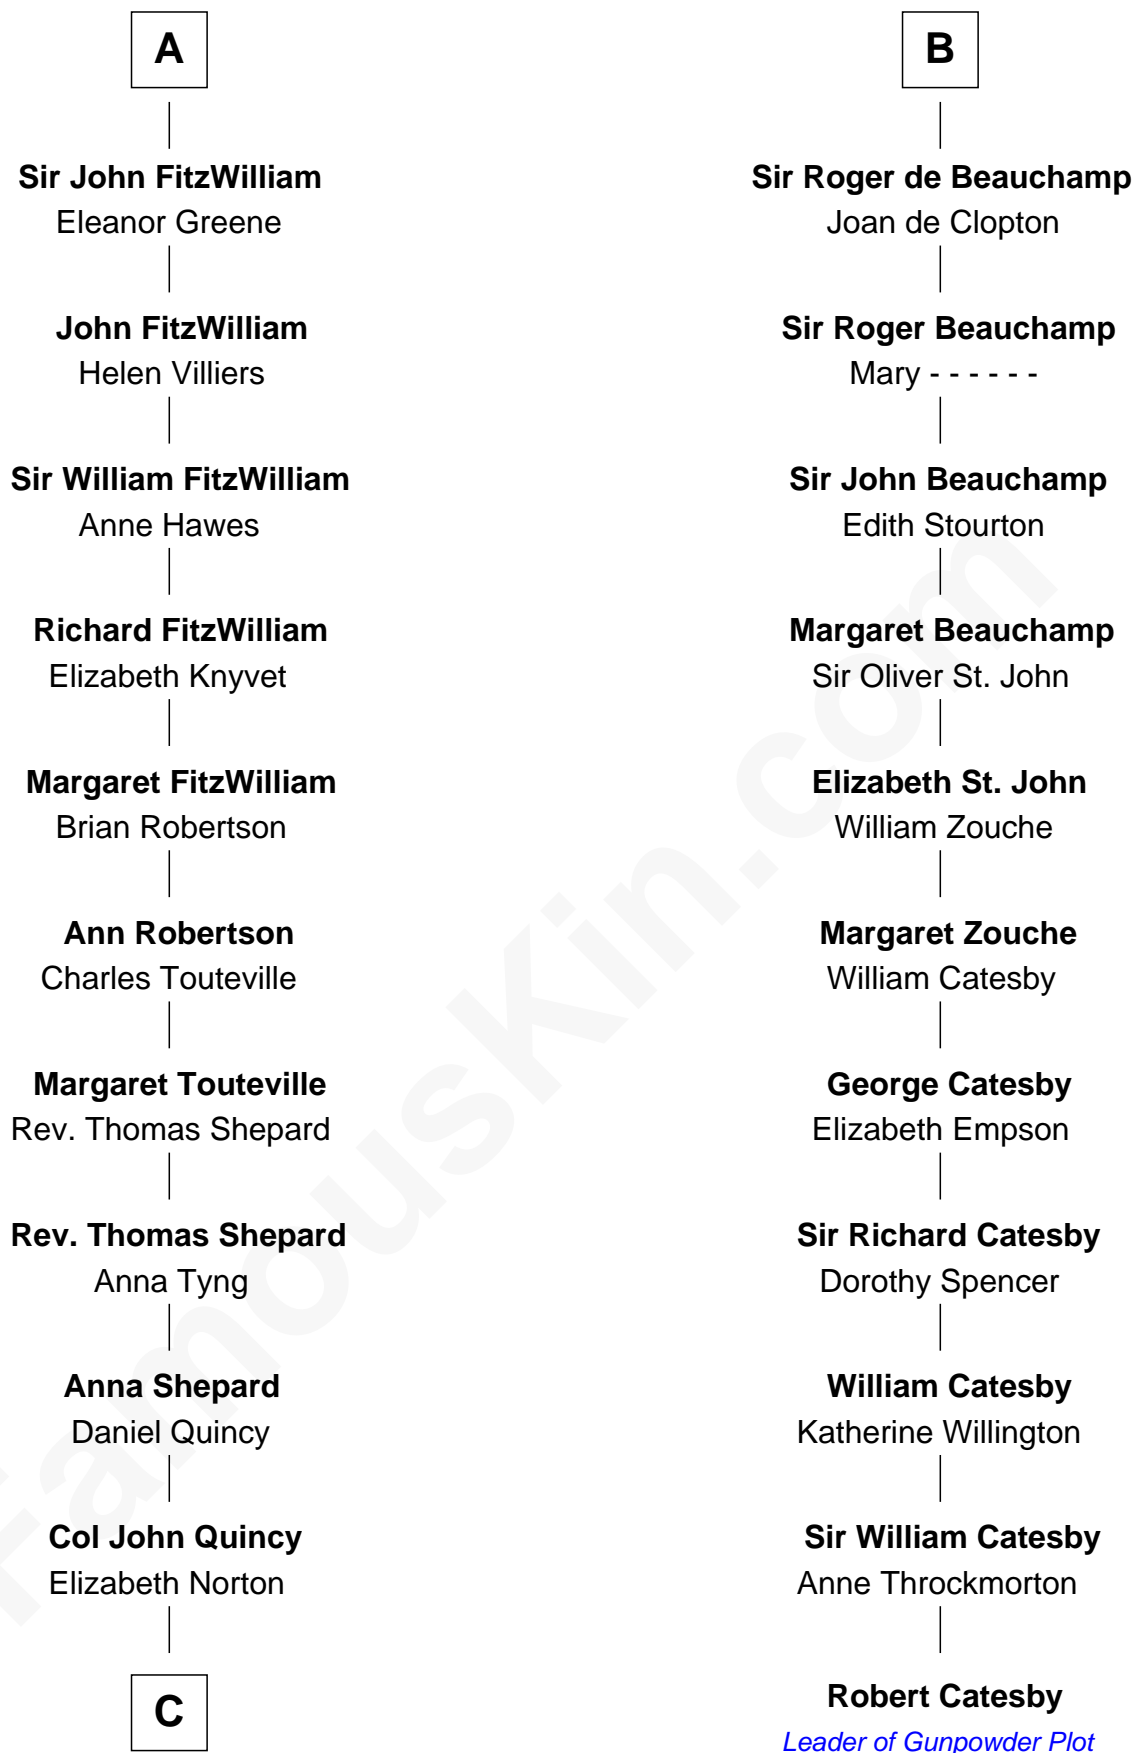 A
Sir John FitzWilliam
Eleanor Greene
John FitzWilliam
Helen Villiers
Sir William FitzWilliam
Anne Hawes
Richard FitzWilliam
Elizabeth Knyvet
Margaret FitzWilliam
Brian Robertson
Ann Robertson
Charles Touteville
Margaret Touteville
Rev. Thomas Shepard
Rev. Thomas Shepard
Anna Tyng
Anna Shepard
Daniel Quincy
Col John Quincy
Elizabeth Norton
C
B
Sir Roger de Beauchamp
Joan de Clopton
Sir Roger Beauchamp
Mary - - - - - -
Sir John Beauchamp
Edith Stourton
Margaret Beauchamp
Sir Oliver St. John
Elizabeth St. John
William Zouche
Margaret Zouche
William Catesby
George Catesby
Elizabeth Empson
Sir Richard Catesby
Dorothy Spencer
William Catesby
Katherine Willington
Sir William Catesby
Anne Throckmorton
Robert Catesby
Leader of Gunpowder Plot
FamousKin.com